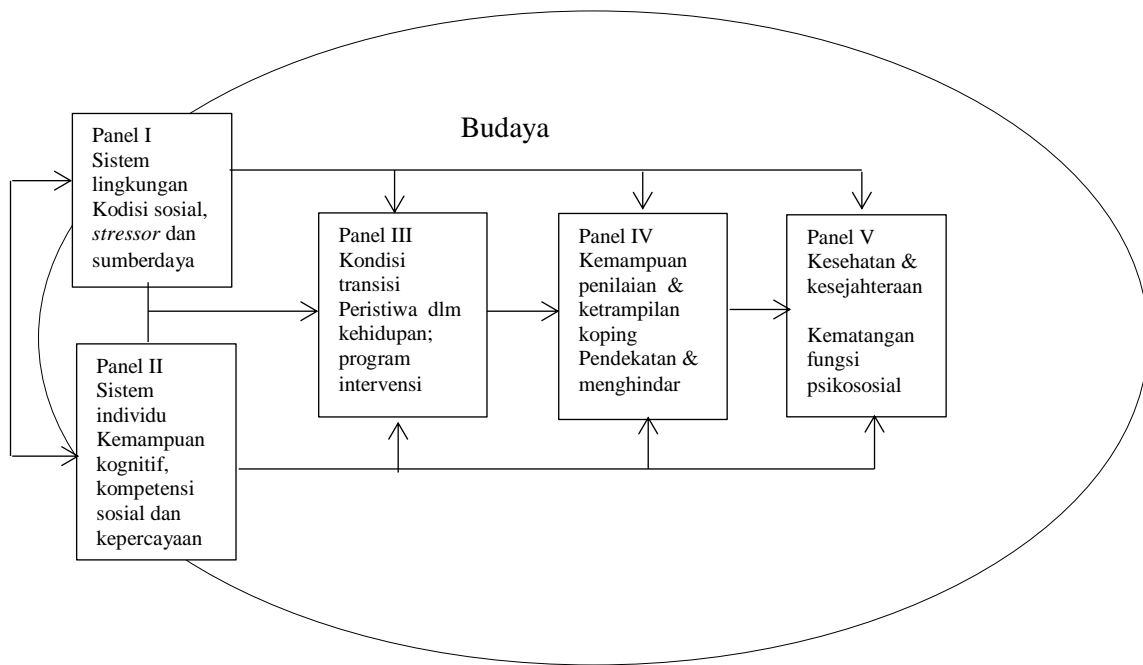 Budaya
Panel I
Sistem
lingkungan
Kodisi sosial,
stressor dan
sumberdaya
Panel II
Sistem
individu
Kemampuan
kognitif,
kompetensi
sosial dan
kepercayaan
Panel III
Kondisi
transisi
Peristiwa dlm
kehidupan;
program
intervensi
Panel IV
Kemampuan
penilaian &
ketrampilan
koping
Pendekatan &
menghindar
Panel V
Kesehatan &
kesejahteraan
Kematangan
fungsi
psikososial